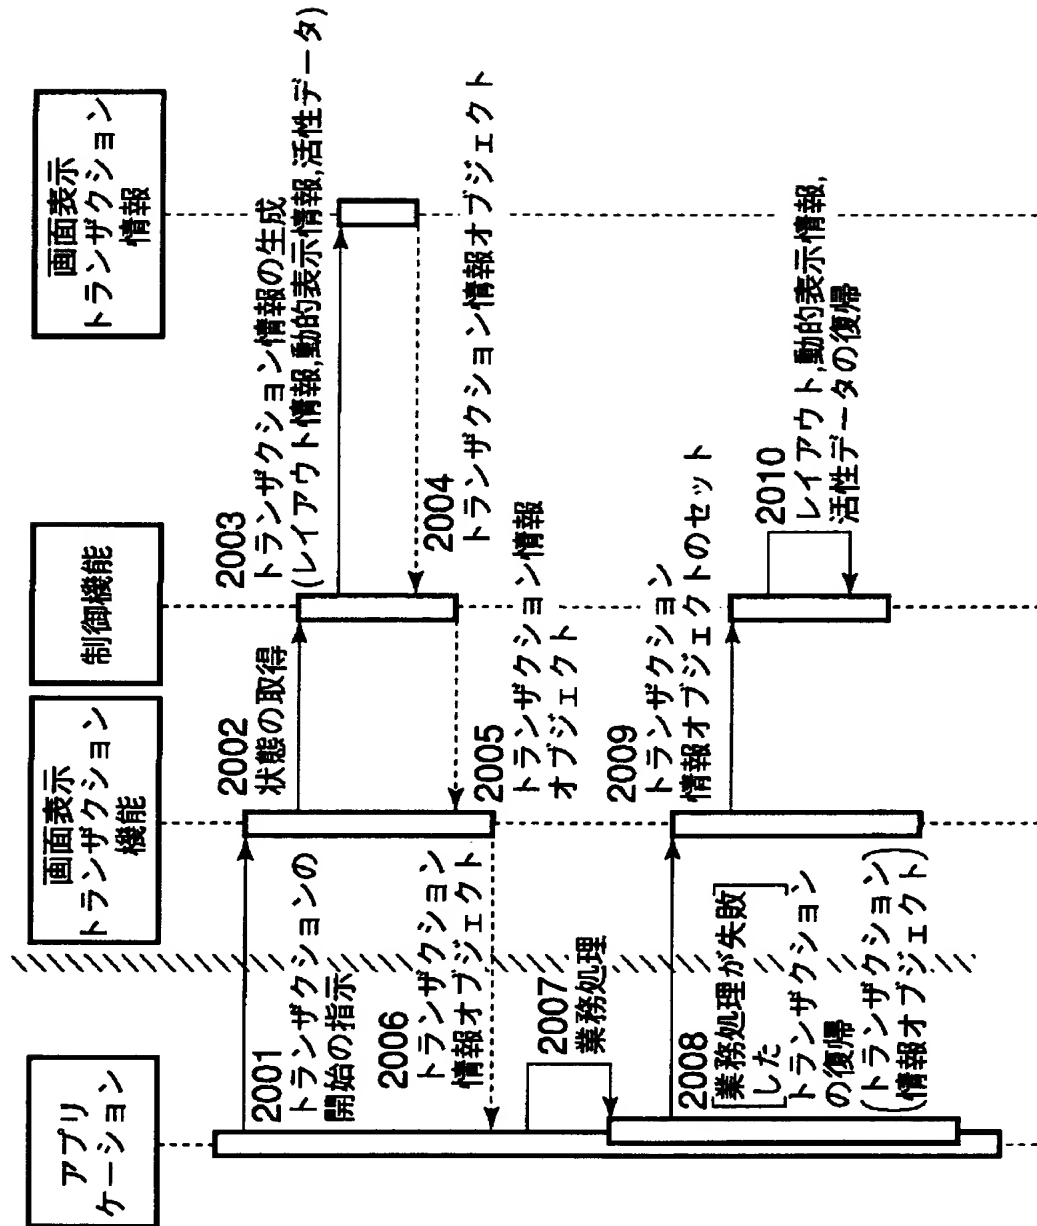 アプリ
ケーション
画面表示
トランザクション
機能
制御機能
画面表示
トランザクション
情報
2001
トランザクションの
開始の指示
2002
状態の取得
2003
トランザクション情報の生成
(レイアウト情報,動的表示情報,活性データ)
2004
トランザクション情報オブジェクト
2005
トランザクション情報
オブジェクト
2006
トランザクション
情報オブジェクト
2007
業務処理
2008
[業務処理が失敗
した]
トランザクション
の復帰
(トランザクション
情報オブジェクト)
2009
トランザクション
情報オブジェクトのセット
2010
レイアウト,動的表示情報,
活性データの復帰